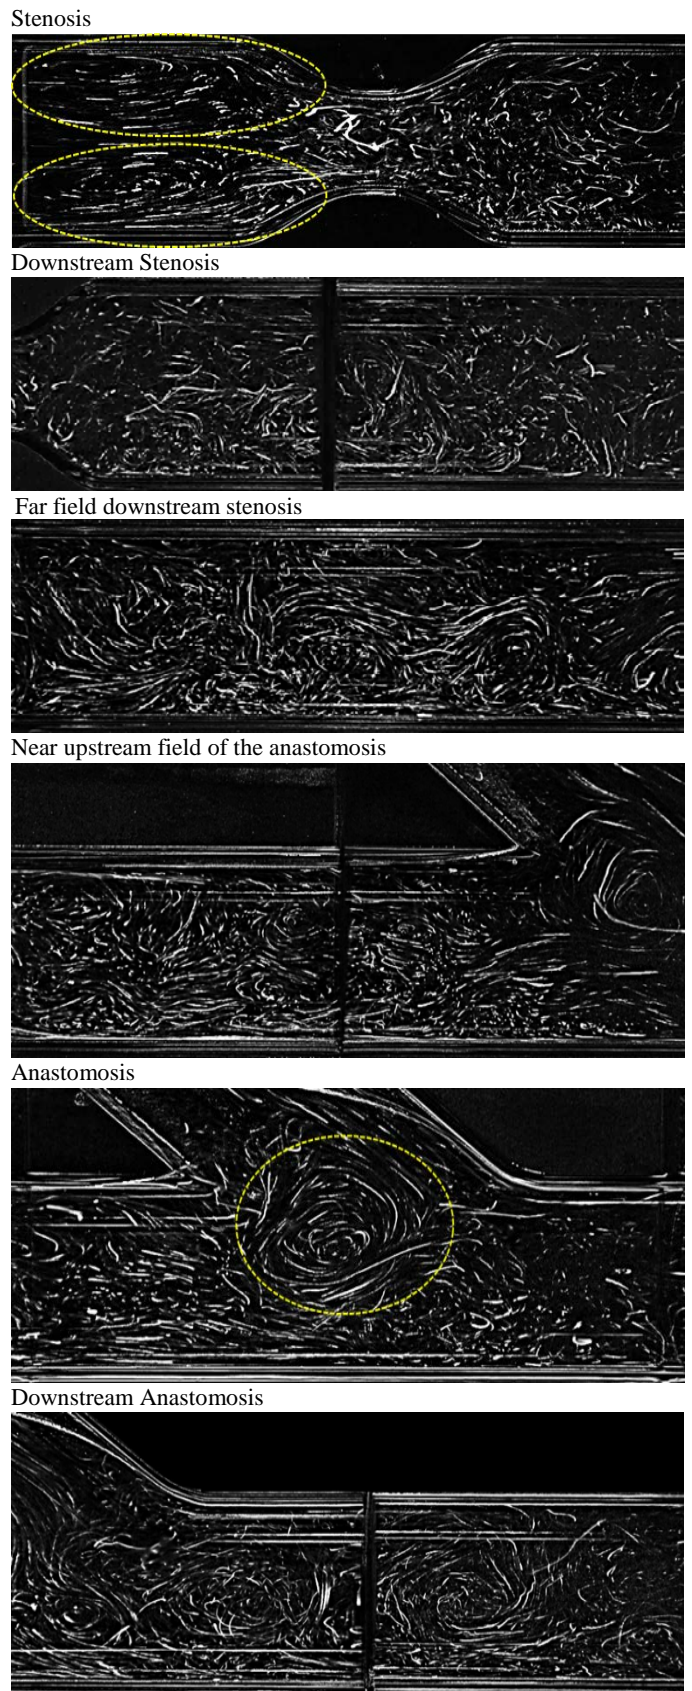 Stenosis
Downstream Stenosis
Far field downstream stenosis
Near upstream field of the anastomosis
Anastomosis
Downstream Anastomosis